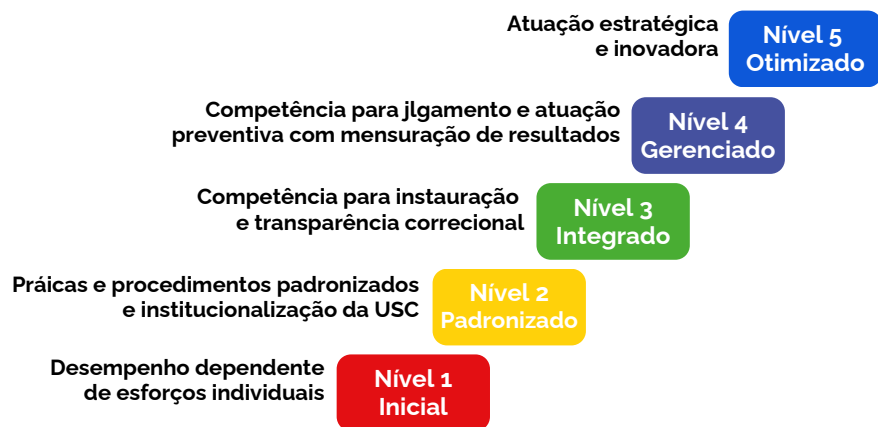 Atuação estratégica
e inovadora
Nível 5
Otimizado
Competência para jlgamento e atuação
preventiva com mensuração de resultados
Nível 4
Gerenciado
Competência para instauração
e transparência correcional
Nível 3
Integrado
Práicas e procedimentos padronizados
e institucionalização da USC
Nível 2
Padronizado
Desempenho dependente
de esforços individuais
Nível 1
Inicial